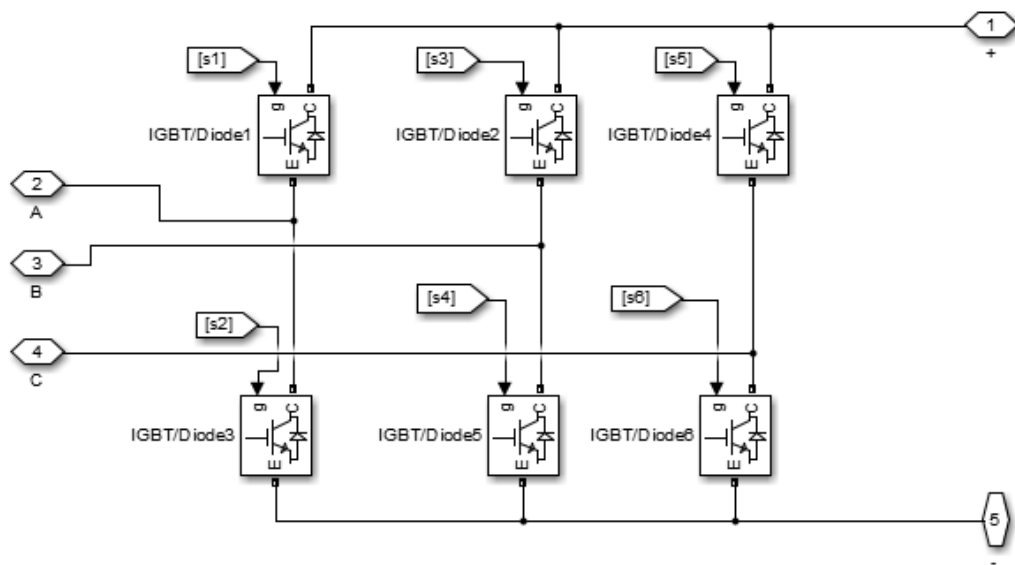 1
+
[s1]
[s3]
[s5]
g
C
IGBT/Diode1
E
g
C
IGBT/Diode2
E
g
C
IGBT/Diode4
E
2
A
3
B
[s2]
[s4]
[s6]
4
C
g
C
IGBT/Diode3
E
g
C
IGBT/Diode5
E
g
C
IGBT/Diode6
E
5
-